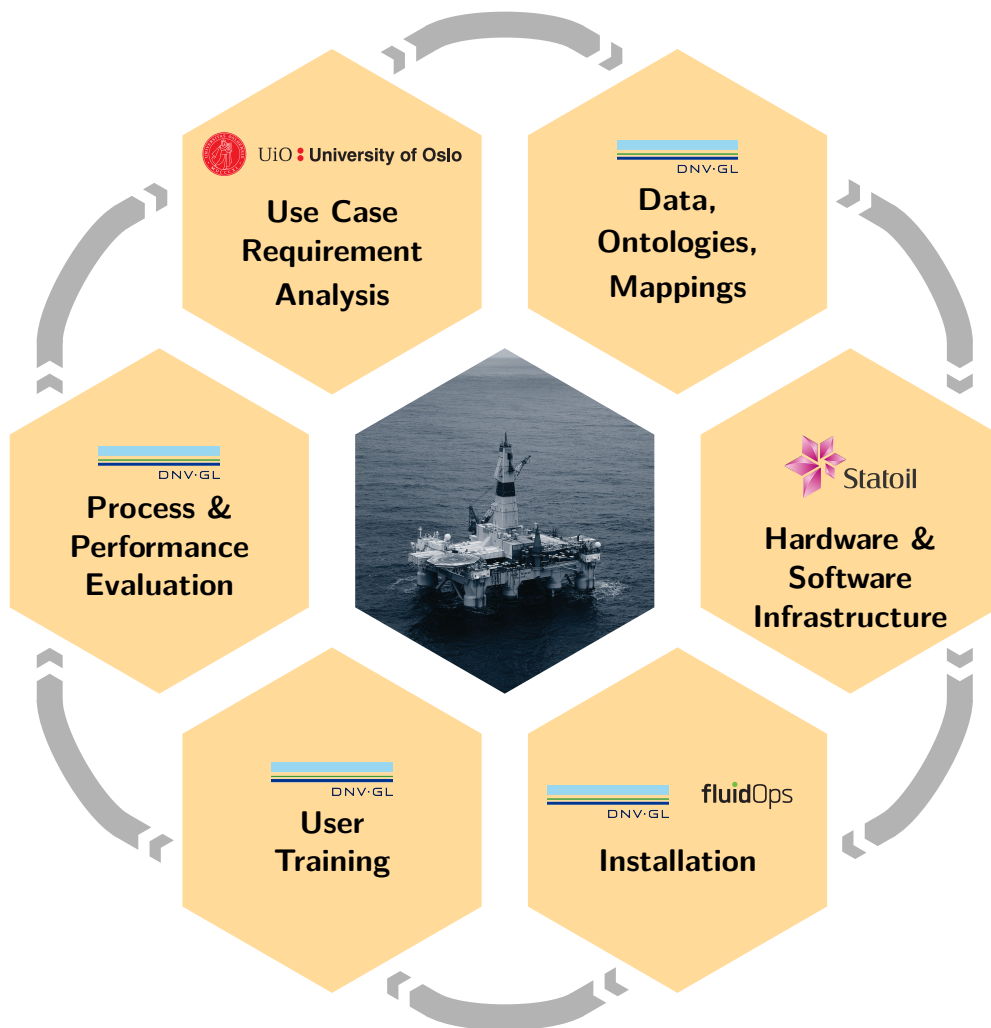 UiO : University of Oslo
Use Case
Requirement
Analysis
DNV·GL
Data,
Ontologies,
Mappings
Statoil
Hardware &
Software
Infrastructure
DNV·GL
fluidOps
Installation
DNV·GL
User
Training
DNV·GL
Process &
Performance
Evaluation